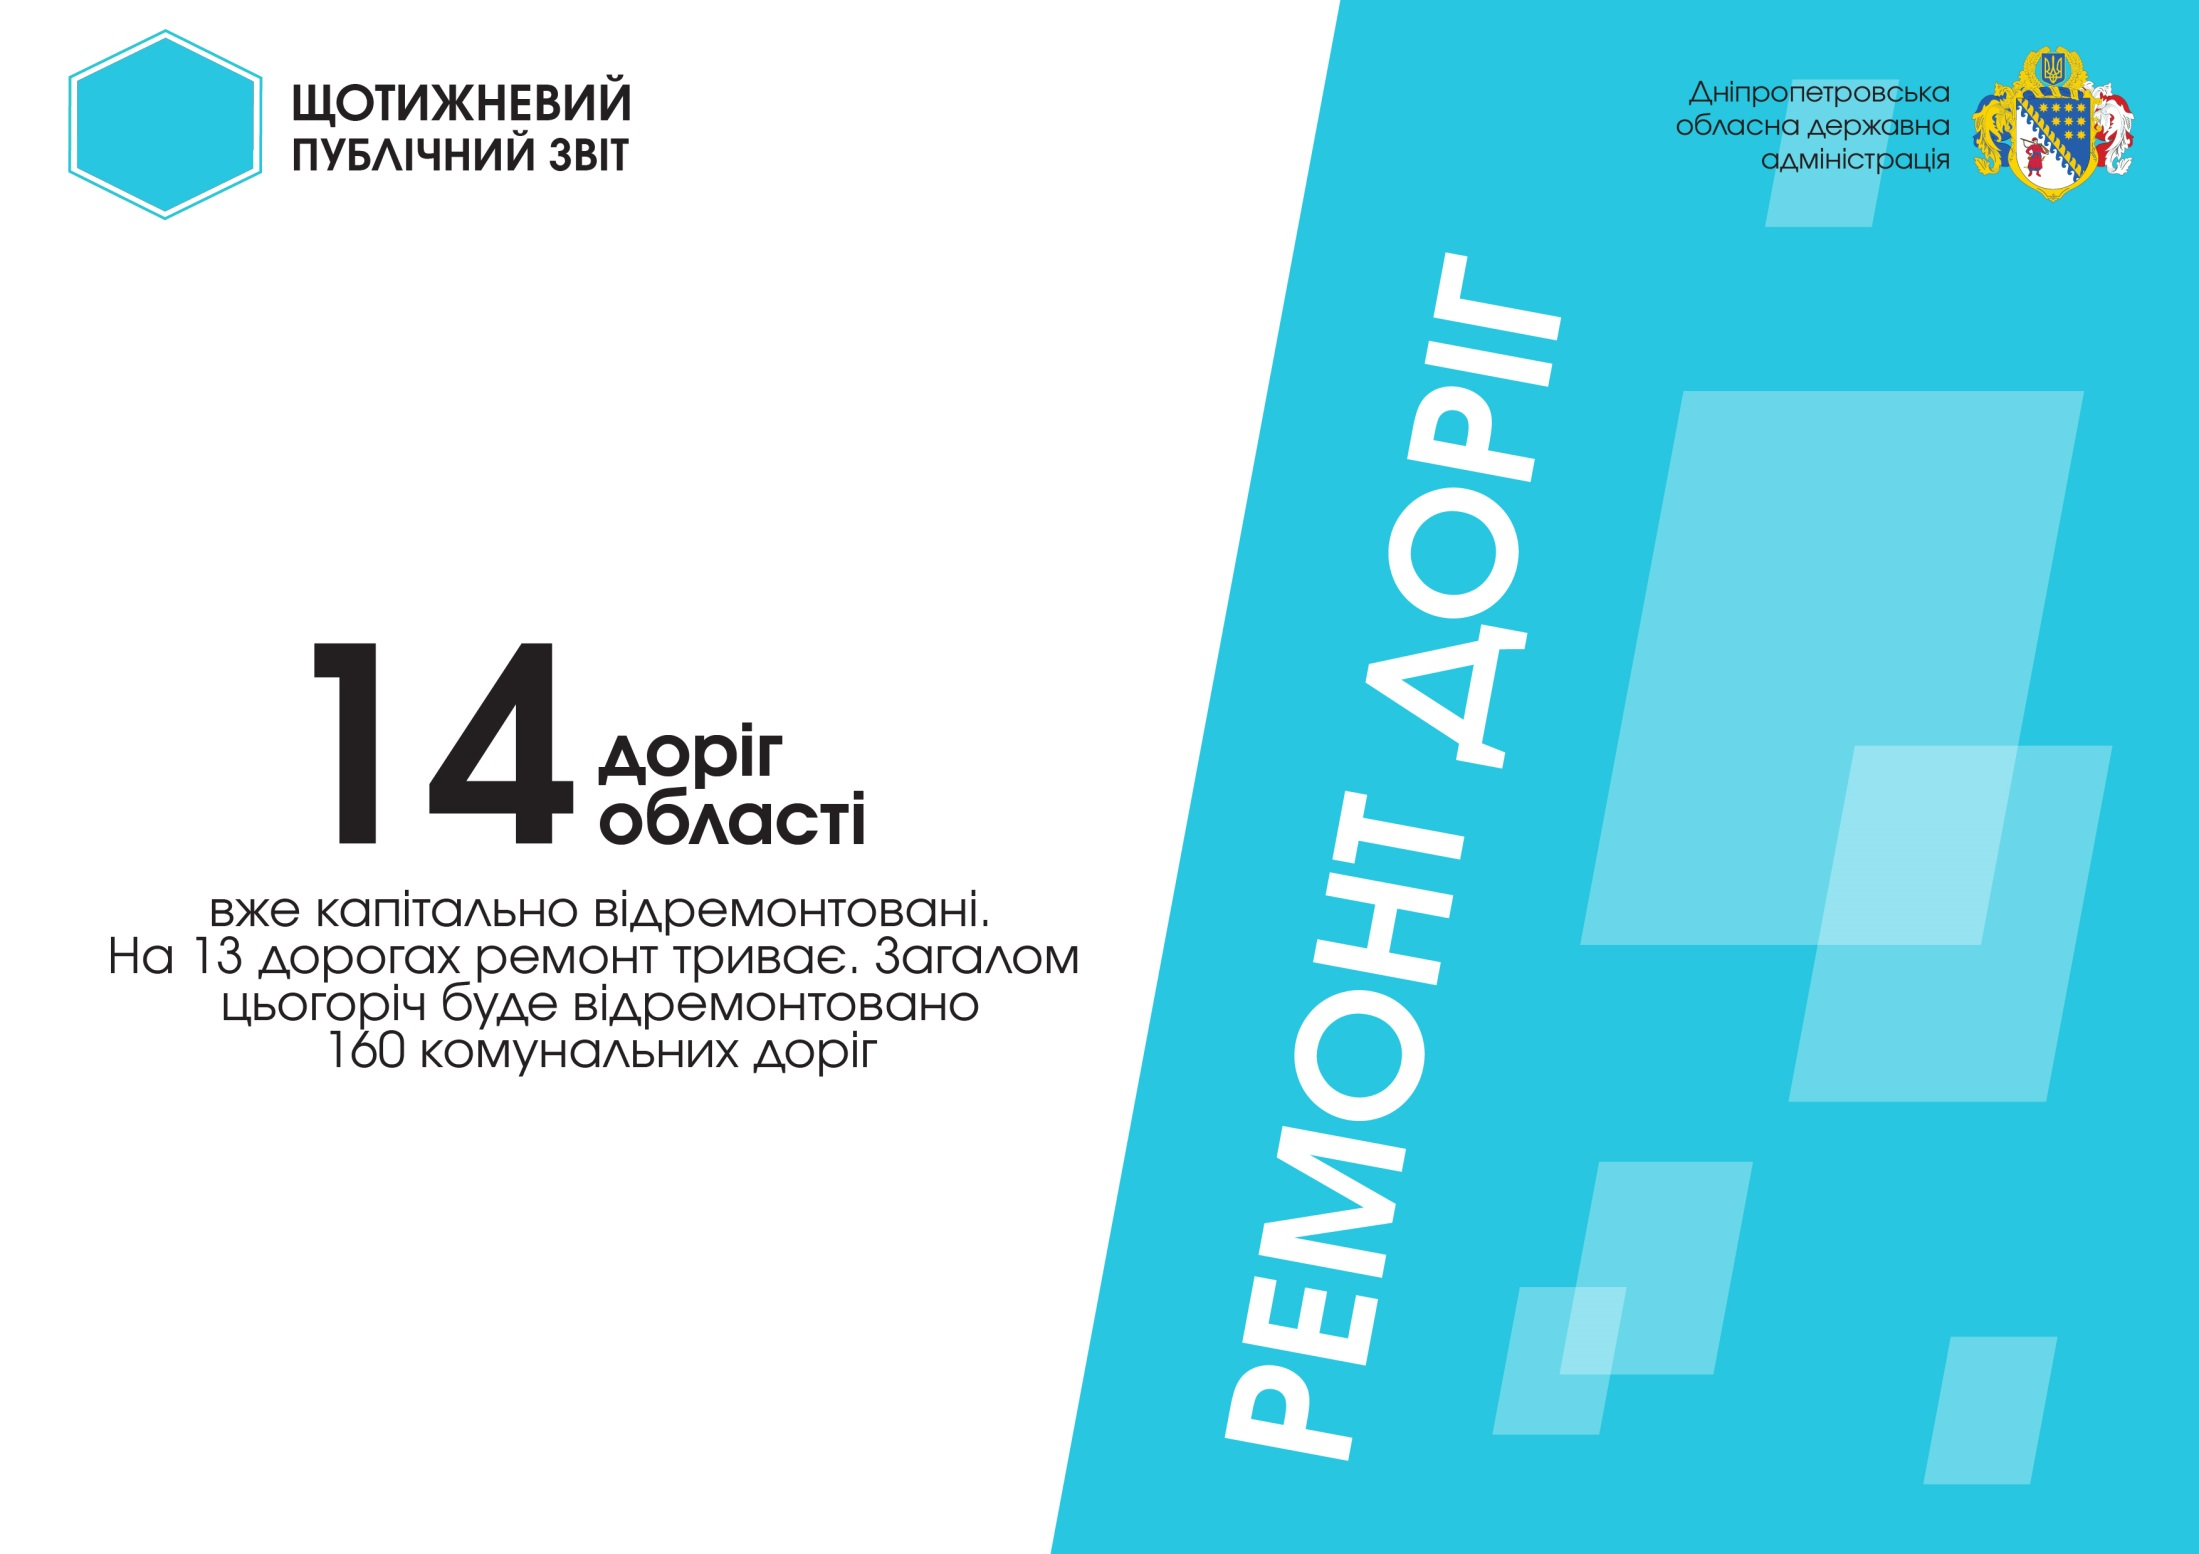 ЩОТИЖНЕВИЙ
ПУБЛІЧНИЙ ЗВІТ
Дніпропетровська
обласна державна
адміністрація
РЕМОНТ ДОРІГ
14 доріг
області
вже капітально відремонтовані.
На 13 дорогах ремонт триває. Загалом
цьогоріч буде відремонтовано
160 комунальних доріг